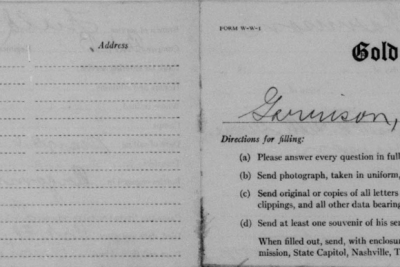 Address
FORM W-W-1
Gold
Garrison,
Directions for filling:
(a) Please answer every question in full
(b) Send photograph, taken in uniform,
(c) Send original or copies of all letters
clippings, and all other data bearing
(d) Send at least one souvenir of his se
When filled out, send, with enclosu
mission, State Capitol, Nashville, T